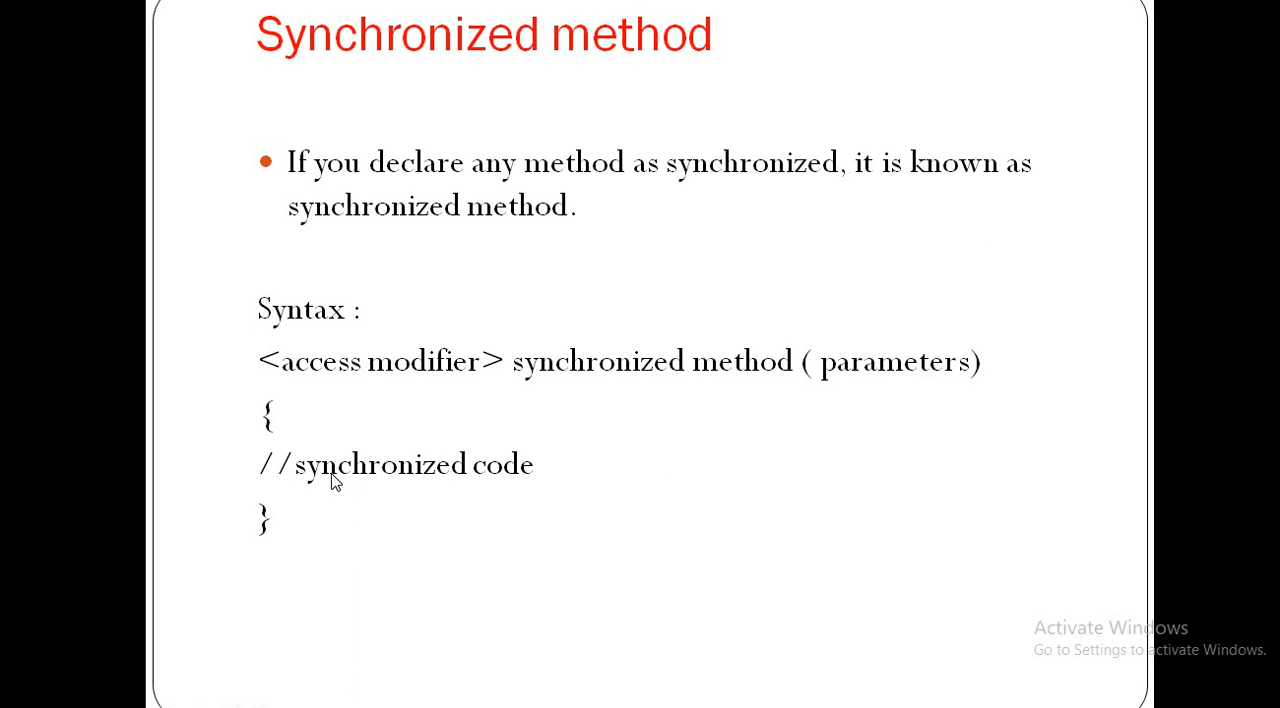 Synchronized method
• If you declare any method as synchronized, it is known as
synchronized method.
Syntax :
<access modifier> synchronized method ( parameters)
{
//synchronized code
}
Activate Windows
Go to Settings to activate Windows.